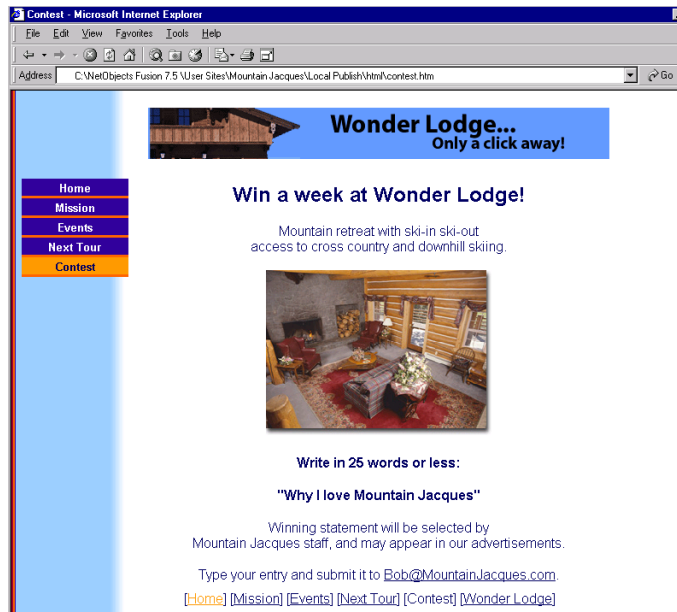 Contest - Microsoft Internet Explorer
File Edit View Favorites Tools Help
Address C:\NetObjects Fusion 7.5 \User Sites\Mountain Jacques\Local Publish\html\contest.htm Go
Wonder Lodge...
Only a click away!
Home
Mission
Events
Next Tour
Contest
Win a week at Wonder Lodge!
Mountain retreat with ski-in ski-out
access to cross country and downhill skiing.
Write in 25 words or less:
"Why I love Mountain Jacques"
Winning statement will be selected by
Mountain Jacques staff, and may appear in our advertisements.
Type your entry and submit it to Bob@MountainJacques.com.
[Home] [Mission] [Events] [Next Tour] [Contest] [Wonder Lodge]